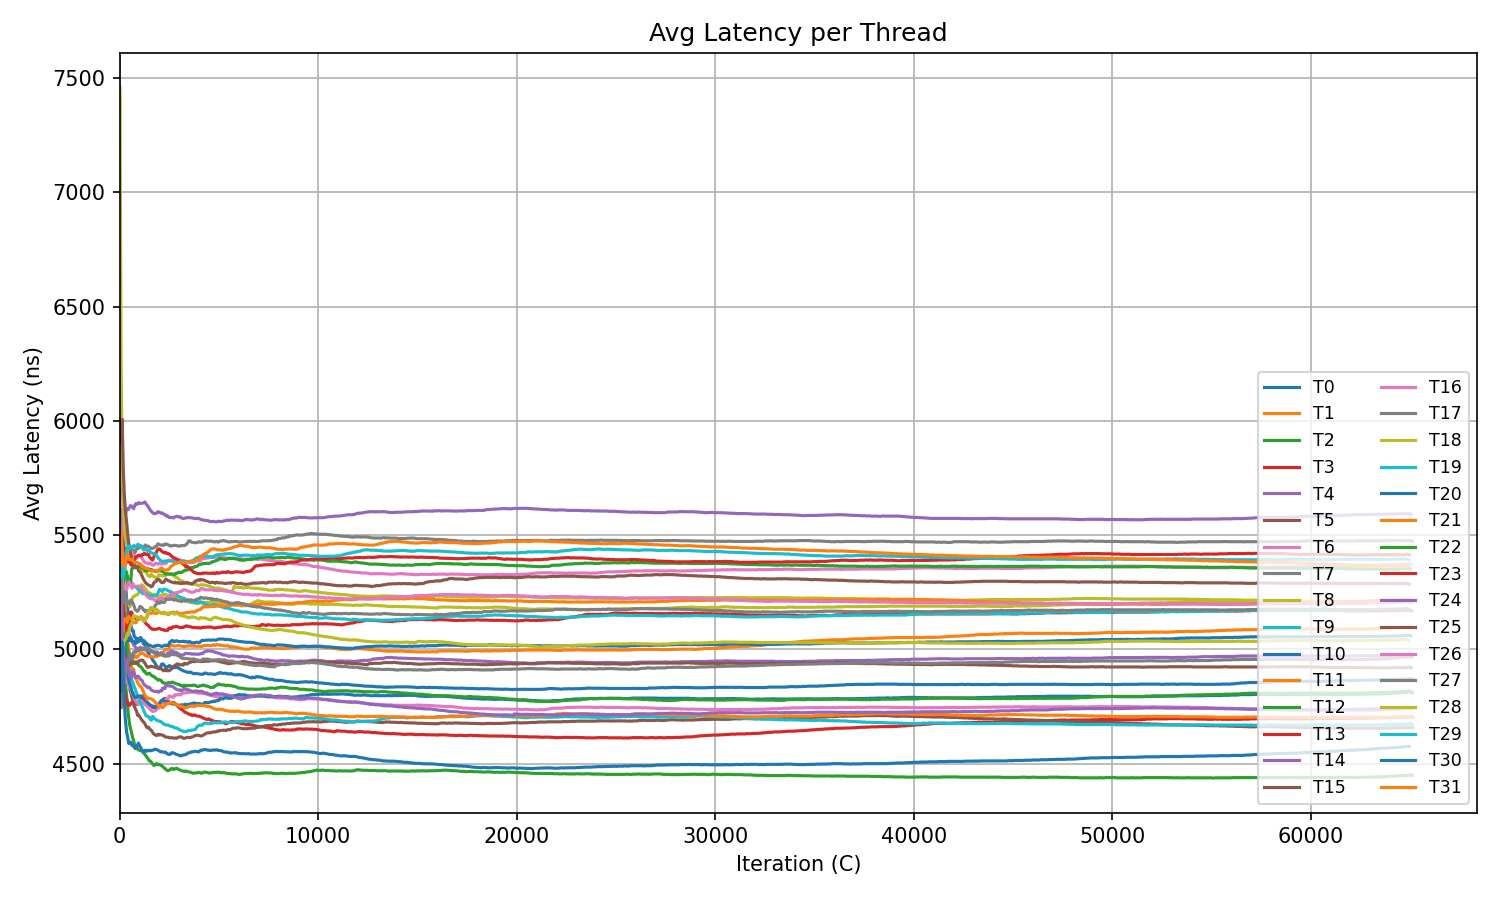 Avg Latency per Thread
7500
7000
6500
6000
5500
5000
4500
Avg Latency (ns)
0 10000 20000 30000 40000 50000 60000
Iteration (C)
T0
T1
T2
T3
T4
T5
T6
T7
T8
T9
T10
T11
T12
T13
T14
T15
T16
T17
T18
T19
T20
T21
T22
T23
T24
T25
T26
T27
T28
T29
T30
T31